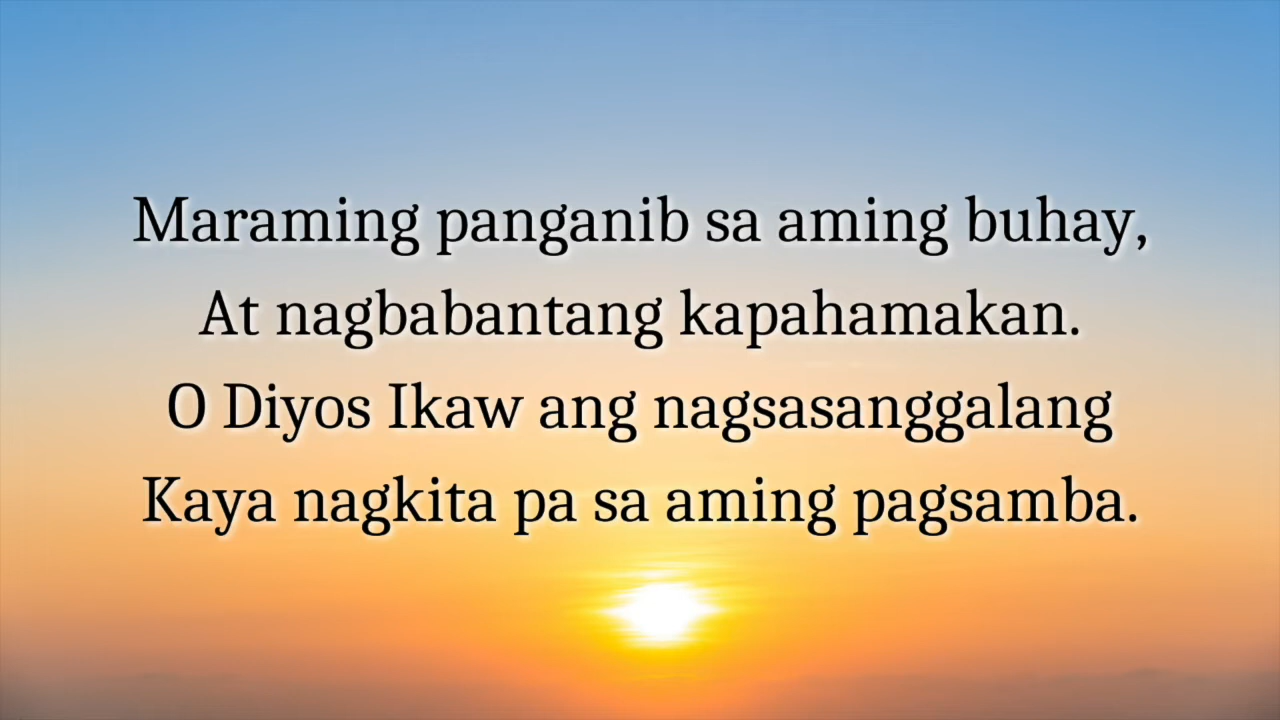 Maraming panganib sa aming buhay,
At nagbabantang kapahamakan.
O Diyos Ikaw ang nagsasanggalang
Kaya nagkita pa sa aming pagsamba.